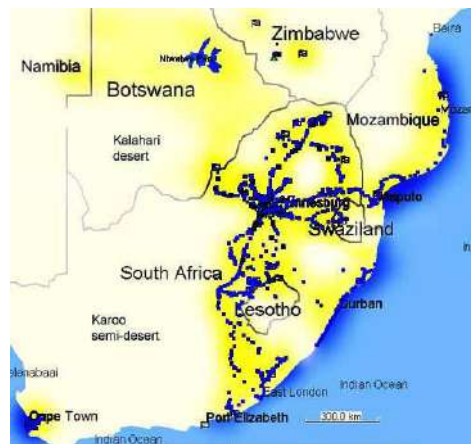 Zimbabwe
Beira
Namibia
Botswana
Mozambique
Kalahari
desert
Maputo
Swaziland
South Africa
Lesotho
Durban
Karoo
semi-desert
East London
Indian Ocean
Cape Town
Port Elizabeth
300.0 km
Indian Ocean